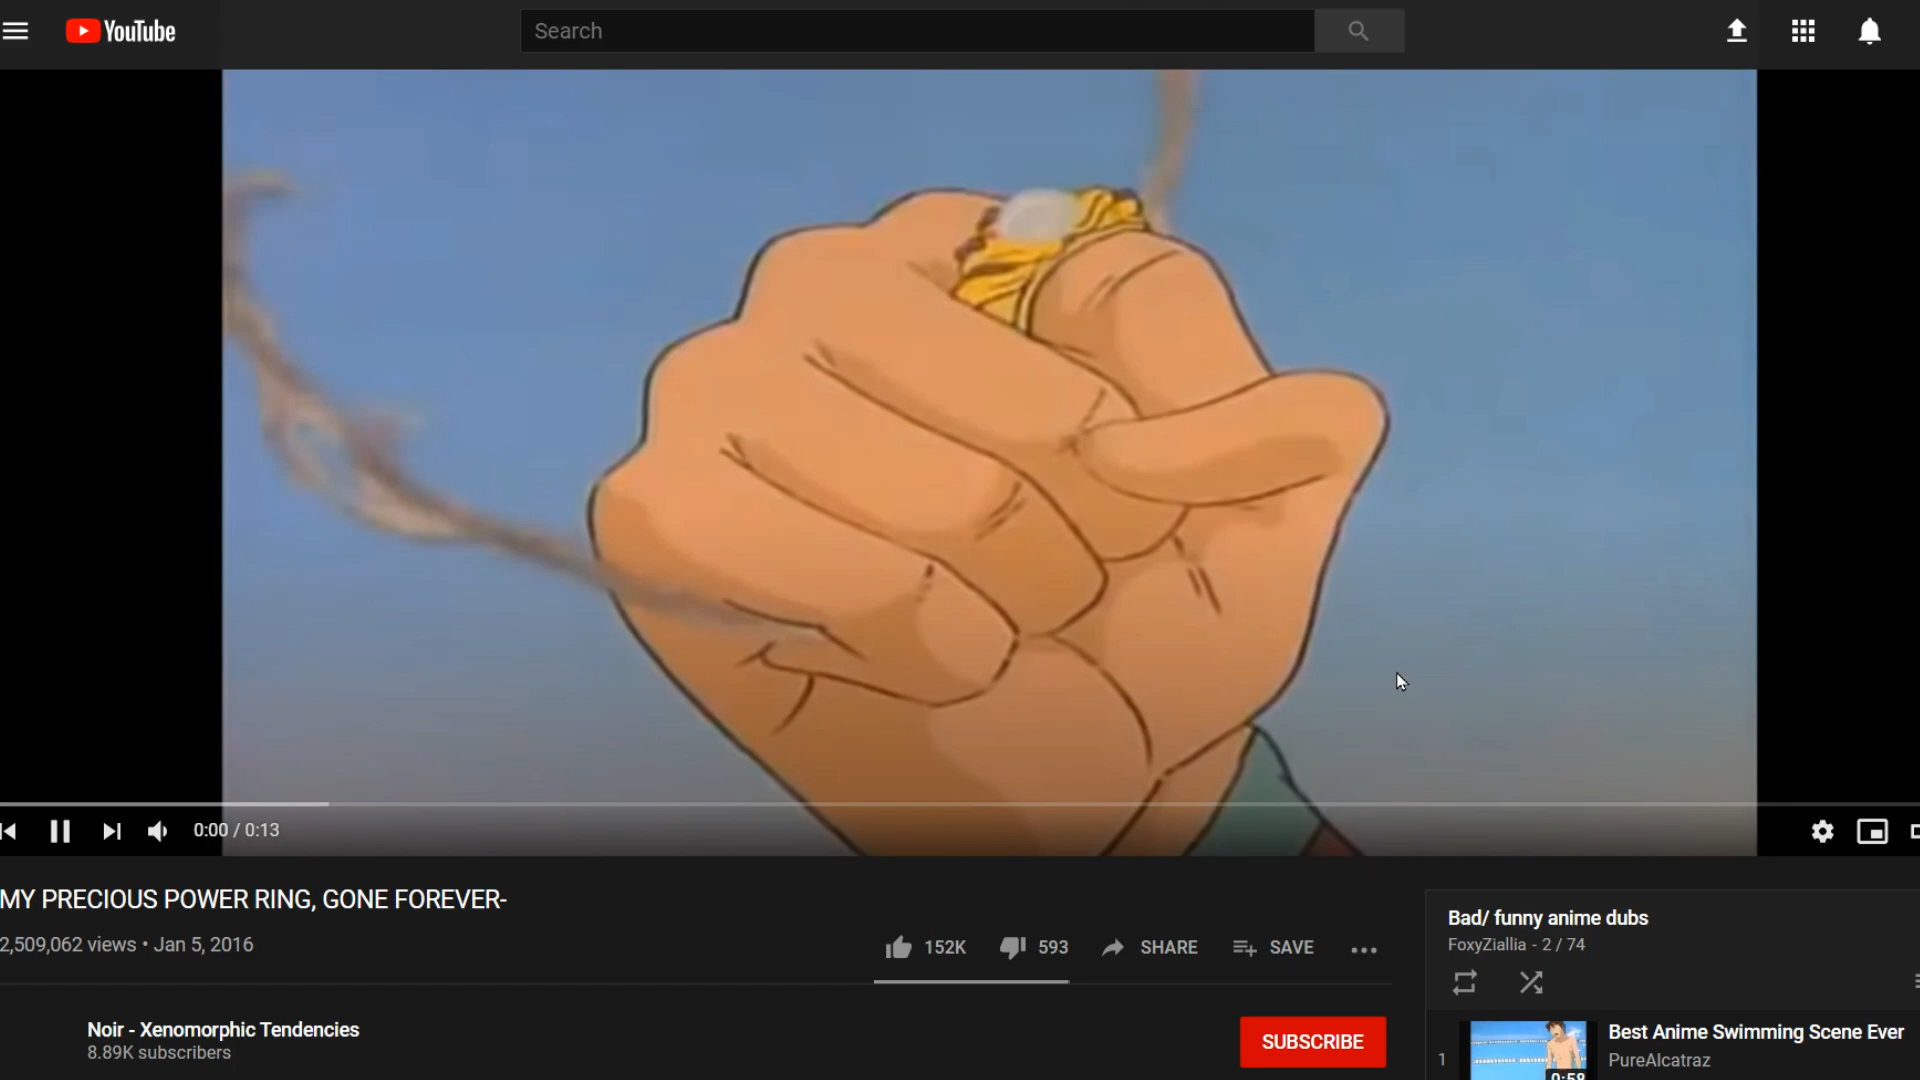 YouTube
Search
0:00 / 0:13
MY PRECIOUS POWER RING, GONE FOREVER-
2,509,062 views • Jan 5, 2016
152K
593
SHARE
SAVE
Noir - Xenomorphic Tendencies
8.89K subscribers
SUBSCRIBE
Bad/ funny anime dubs
FoxyZiallia - 2 / 74
1
0:58
Best Anime Swimming Scene Ever
PureAlcatraz